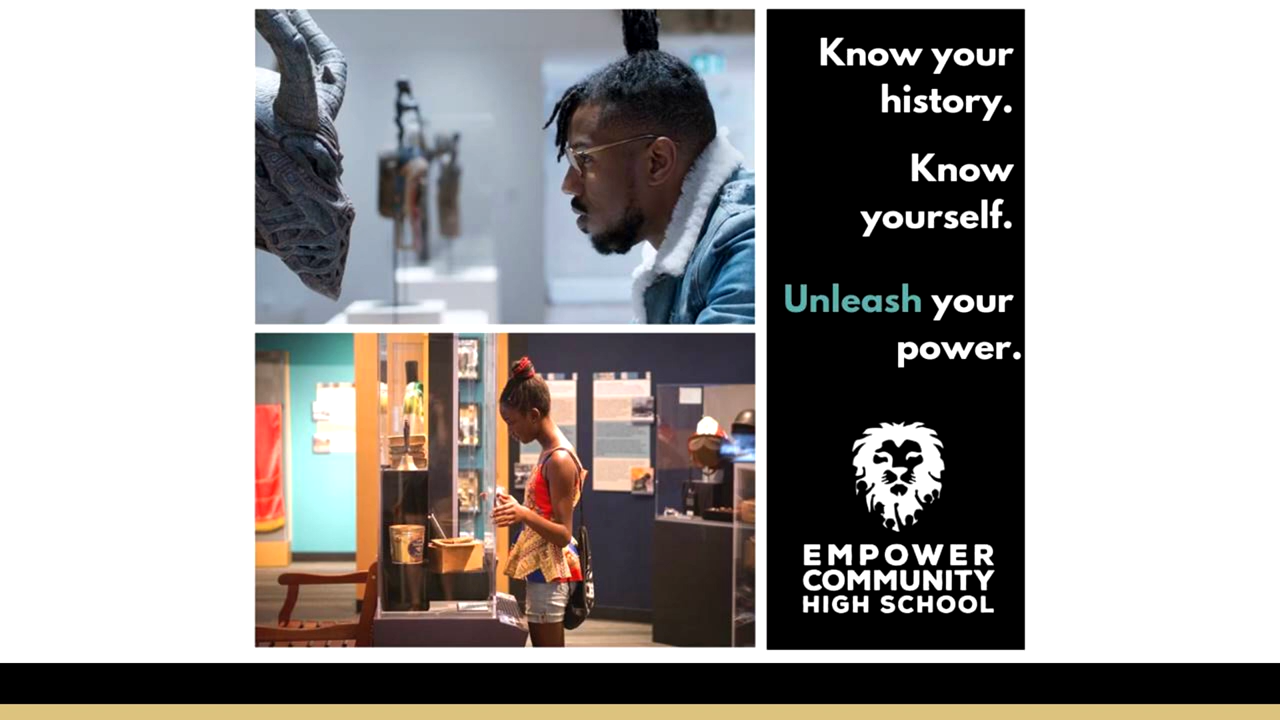 Know your
history.
Know
yourself.
Unleash your
power.
EMPOWER
COMMUNITY
HIGH SCHOOL